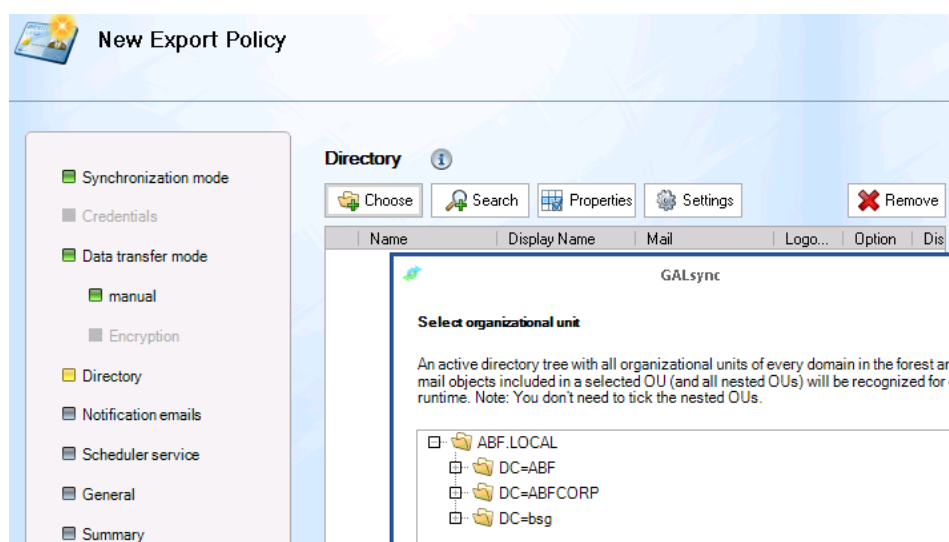 New Export Policy
Synchronization mode
Credentials
Data transfer mode
manual
Encryption
Directory
Notification emails
Scheduler service
General
Summary
Directory
Choose Search Properties Settings Remove
Name Display Name Mail Logo... Option Dis
GALsync
Select organizational unit
An active directory tree with all organizational units of every domain in the forest ar
mail objects included in a selected OU (and all nested OUs) will be recognized for
runtime. Note: You don't need to tick the nested OUs.
ABF.LOCAL
DC=ABF
DC=ABFCORP
DC=bsg